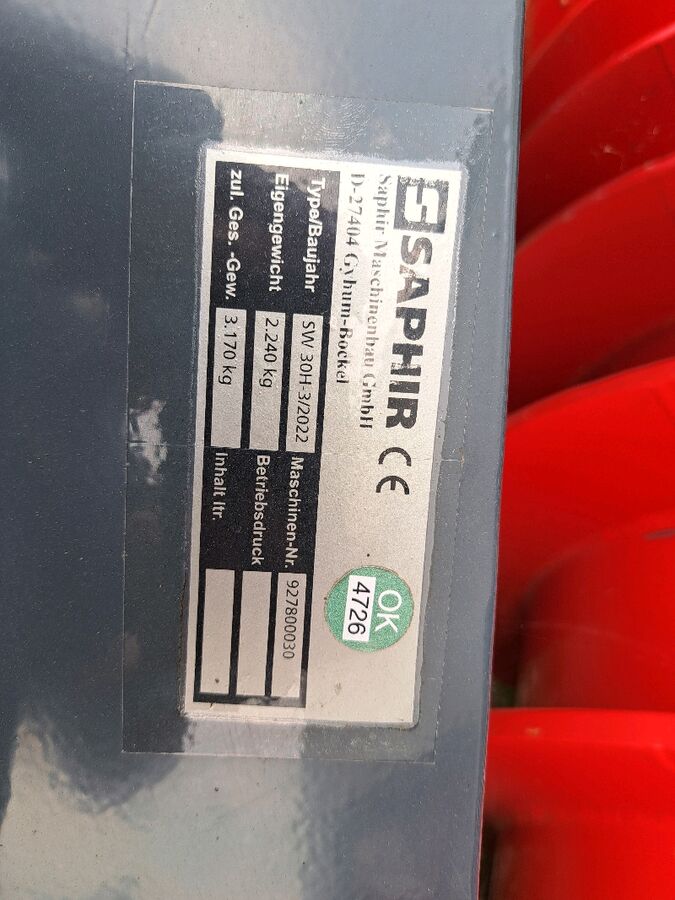 SAPHIR CE
Saphir Maschinenbau GmbH
D-27404 Gyhum-Bockel
OK
4726
Type/Baujahr SW 30H-3/2022 Maschinen-Nr. 927800030
Eigengewicht 2.240 kg Betriebsdruck
zul. Ges. -Gew. 3.170 kg Inhalt ltr.